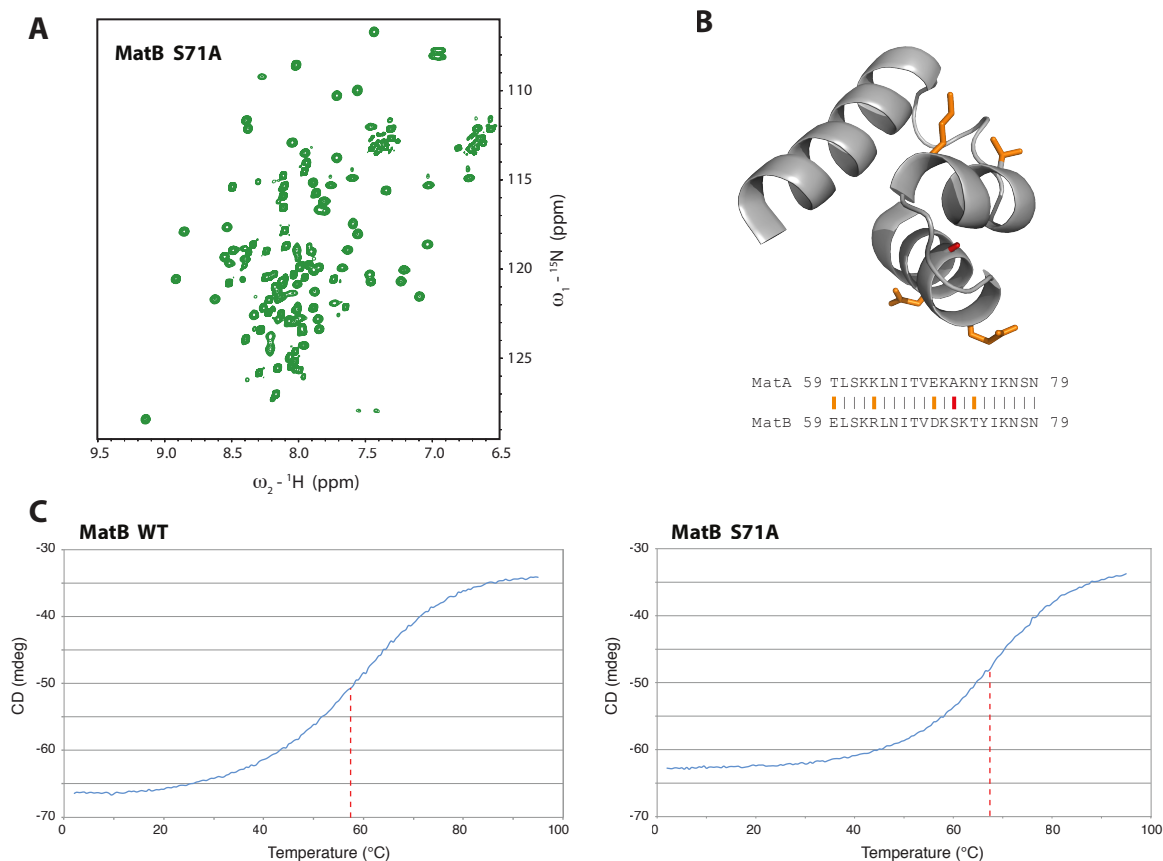 A
MatB S71A
110
115
120
125
ω1 - 15N (ppm)
9.5 9.0 8.5 8.0 7.5 7.0 6.5
ω2 - 1H (ppm)
B
MatA 59 TLSKKLNITVEKAKNYIKNSN 79
MatB 59 ELSKRLNITVDKSKTYIKNSN 79
C
MatB WT
-30
-40
-50
-60
-70
CD (mdeg)
0 20 40 60 80 100
Temperature (°C)
MatB S71A
-30
-40
-50
-60
-70
CD (mdeg)
0 20 40 60 80 100
Temperature (°C)